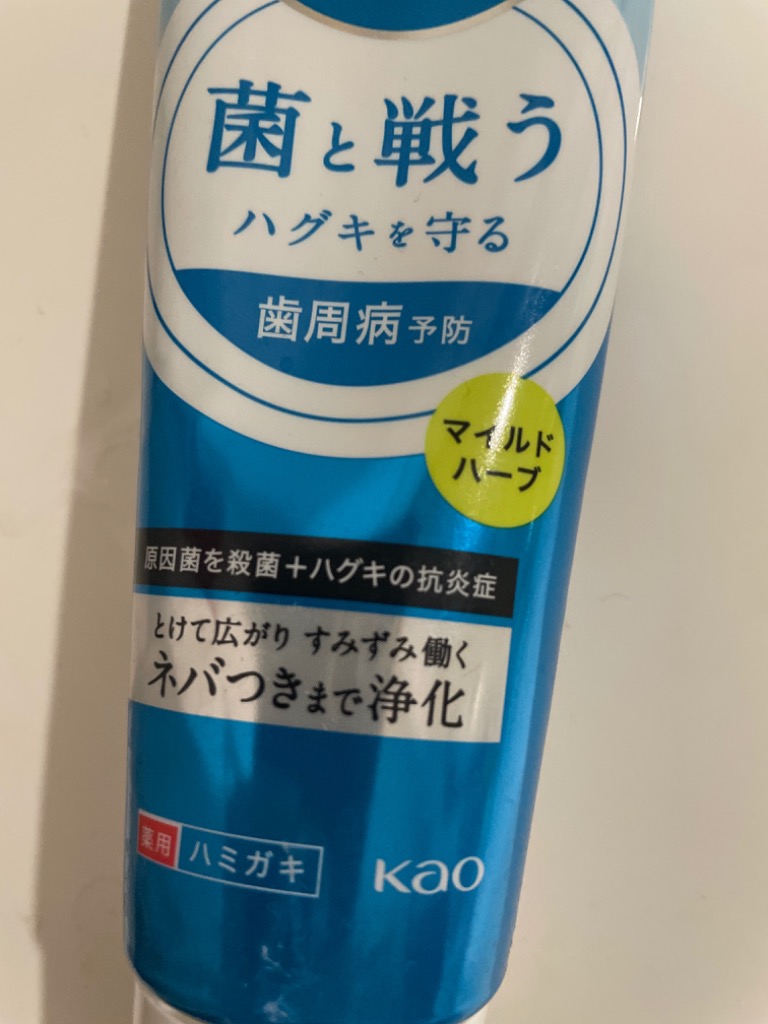 菌と戦う
ハグキを守る
歯周病予防
マイルド
ハーブ
原因菌を殺菌+ハグキの抗炎症
とけて広がり すみずみ働く
ネバつきまで浄化
薬用 ハミガキ
Kao